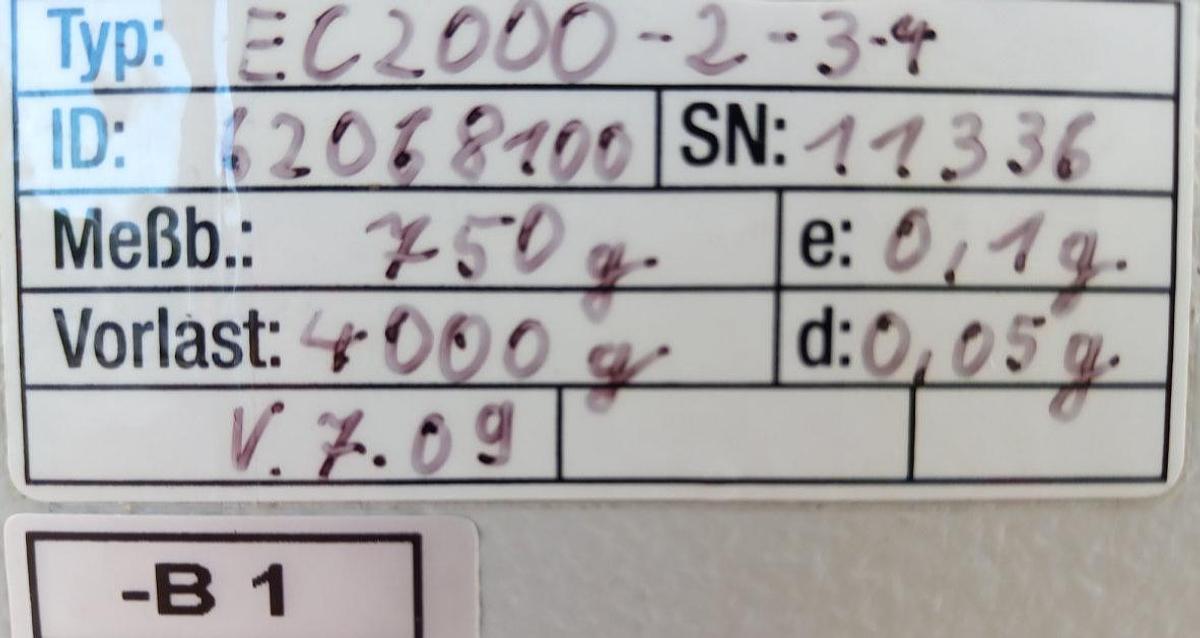 Typ: EC2000-2-3-4
ID: 62068100 SN: 11336
Meßb.: 750 g. e: 0,1 g.
Vorlast: 4000 g d: 0,05 g.
V. 7.09
-B 1